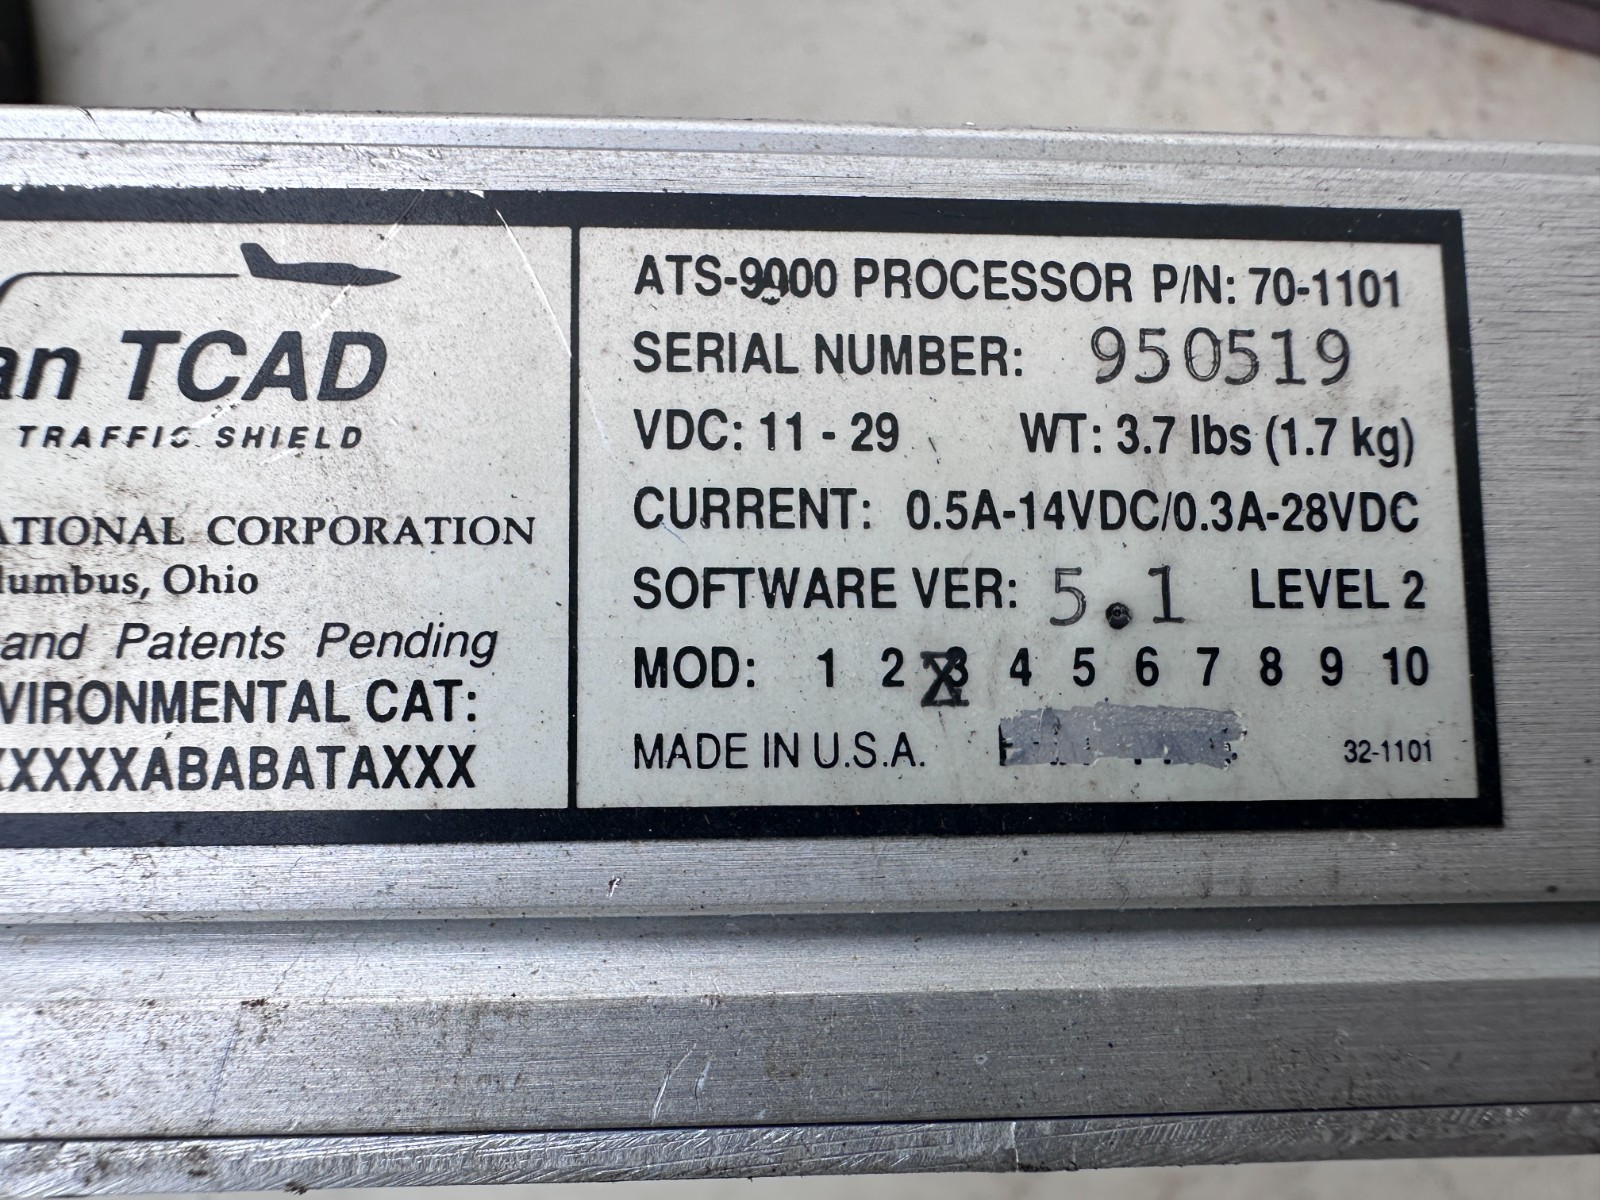 an TCAD
TRAFFIC SHIELD
ATIONAL CORPORATION
lumbus, Ohio
and Patents Pending
VIRONMENTAL CAT:
XXXXXABABATAXXX
ATS-9000 PROCESSOR P/N: 70-1101
SERIAL NUMBER: 950519
VDC: 11 - 29 WT: 3.7 lbs (1.7 kg)
CURRENT: 0.5A-14VDC/0.3A-28VDC
SOFTWARE VER: 5.1 LEVEL 2
MOD: 1 2 3 4 5 6 7 8 9 10
MADE IN U.S.A. 32-1101